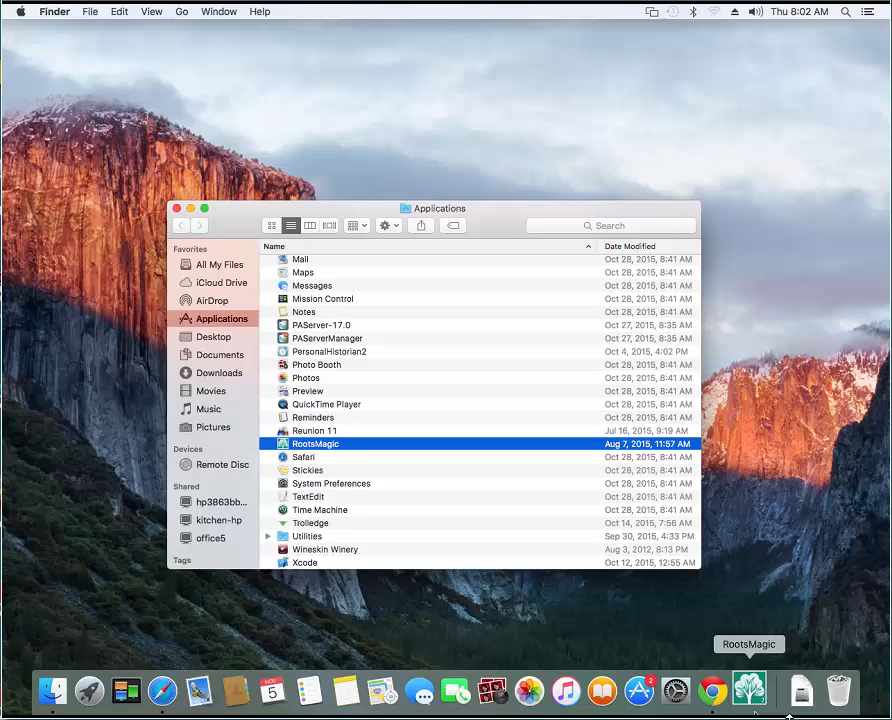 Finder File Edit View Go Window Help Thu 8:02 AM
Applications
Search
Name Date Modified
Favorites
All My Files
iCloud Drive
AirDrop
Applications
Desktop
Documents
Downloads
Movies
Music
Pictures
Devices
Remote Disc
Shared
hp3863bb...
kitchen-hp
office5
Tags
Mail Oct 28, 2015, 8:41 AM
Maps Oct 28, 2015, 8:41 AM
Messages Oct 28, 2015, 8:41 AM
Mission Control Oct 28, 2015, 8:41 AM
Notes Oct 28, 2015, 8:41 AM
PAServer-17.0 Oct 27, 2015, 8:35 AM
PAServerManager Oct 27, 2015, 8:35 AM
PersonalHistorian2 Oct 4, 2015, 4:02 PM
Photo Booth Oct 28, 2015, 8:41 AM
Photos Oct 28, 2015, 8:41 AM
Preview Oct 28, 2015, 8:41 AM
QuickTime Player Oct 28, 2015, 8:41 AM
Reminders Oct 28, 2015, 8:41 AM
Reunion 11 Jul 16, 2015, 9:19 AM
RootsMagic Aug 7, 2015, 11:57 AM
Safari Oct 28, 2015, 8:41 AM
Stickies Oct 28, 2015, 8:41 AM
System Preferences Oct 28, 2015, 8:41 AM
TextEdit Oct 28, 2015, 8:41 AM
Time Machine Oct 28, 2015, 8:41 AM
Trolledge Oct 14, 2015, 7:56 AM
Utilities Sep 30, 2015, 4:33 PM
Wineskin Winery Aug 3, 2012, 8:13 PM
Xcode Oct 12, 2015, 12:55 AM
RootsMagic
NOV
5
2